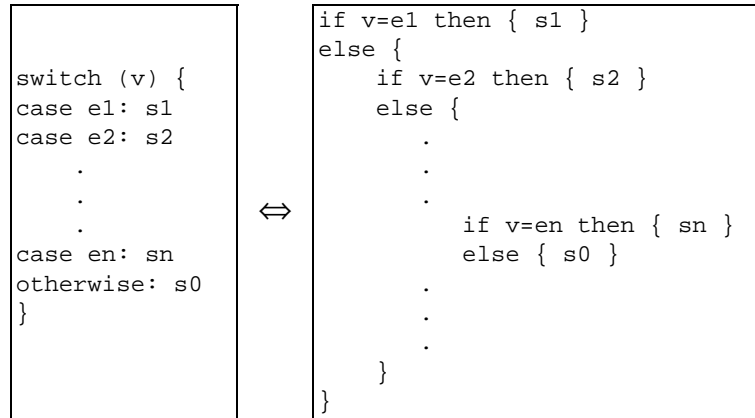 switch (v) {
case e1: s1
case e2: s2
.
.
.
case en: sn
otherwise: s0
}
⇔
if v=e1 then { s1 }
else {
if v=e2 then { s2 }
else {
.
.
.
if v=en then { sn }
else { s0 }
.
.
.
}
}